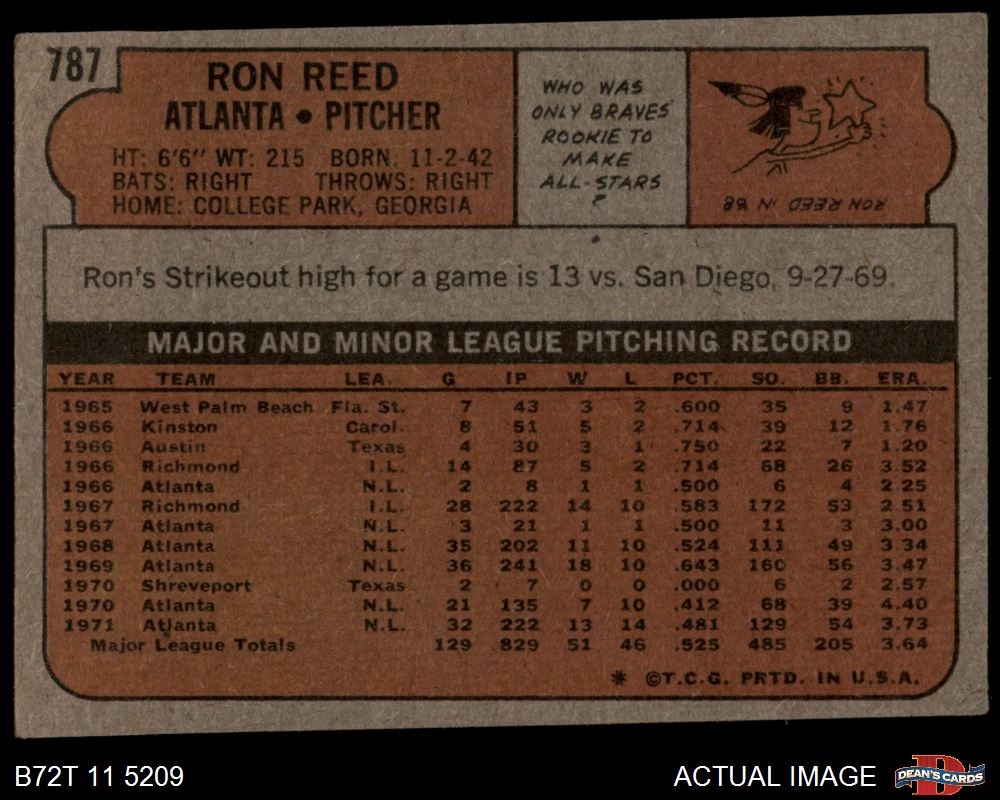 787
RON REED
ATLANTA • PITCHER
HT: 6'6" WT: 215 BORN: 11-2-42
BATS: RIGHT THROWS: RIGHT
HOME: COLLEGE PARK, GEORGIA
WHO WAS
ONLY BRAVES'
ROOKIE TO
MAKE
ALL-STARS
?
RON REED IN '68
Ron's Strikeout high for a game is 13 vs. San Diego, 9-27-69.
MAJOR AND MINOR LEAGUE PITCHING RECORD
YEAR TEAM LEA. G IP W L PCT. SO. BB. ERA.
1965 West Palm Beach Fla. St. 7 43 3 2 .600 35 9 1.47
1966 Kinston Carol. 8 51 5 2 .714 39 12 1.76
1966 Austin Texas 4 30 3 1 .750 22 7 1.20
1966 Richmond I.L. 14 87 5 2 .714 68 26 3.52
1966 Atlanta N.L. 2 8 1 1 .500 6 4 2.25
1967 Richmond I.L. 28 222 14 10 .583 172 53 2.51
1967 Atlanta N.L. 3 21 1 1 .500 11 3 3.00
1968 Atlanta N.L. 35 202 11 10 .524 111 49 3.34
1969 Atlanta N.L. 36 241 18 10 .643 160 56 3.47
1970 Shreveport Texas 2 7 0 0 .000 6 2 2.57
1970 Atlanta N.L. 21 135 7 10 .412 68 39 4.40
1971 Atlanta N.L. 32 222 13 14 .481 129 54 3.73
Major League Totals 129 829 51 46 .525 485 205 3.64
* ©T.C.G. PRTD. IN U.S.A.
B72T 11 5209
ACTUAL IMAGE
D
DEAN'S CARDS